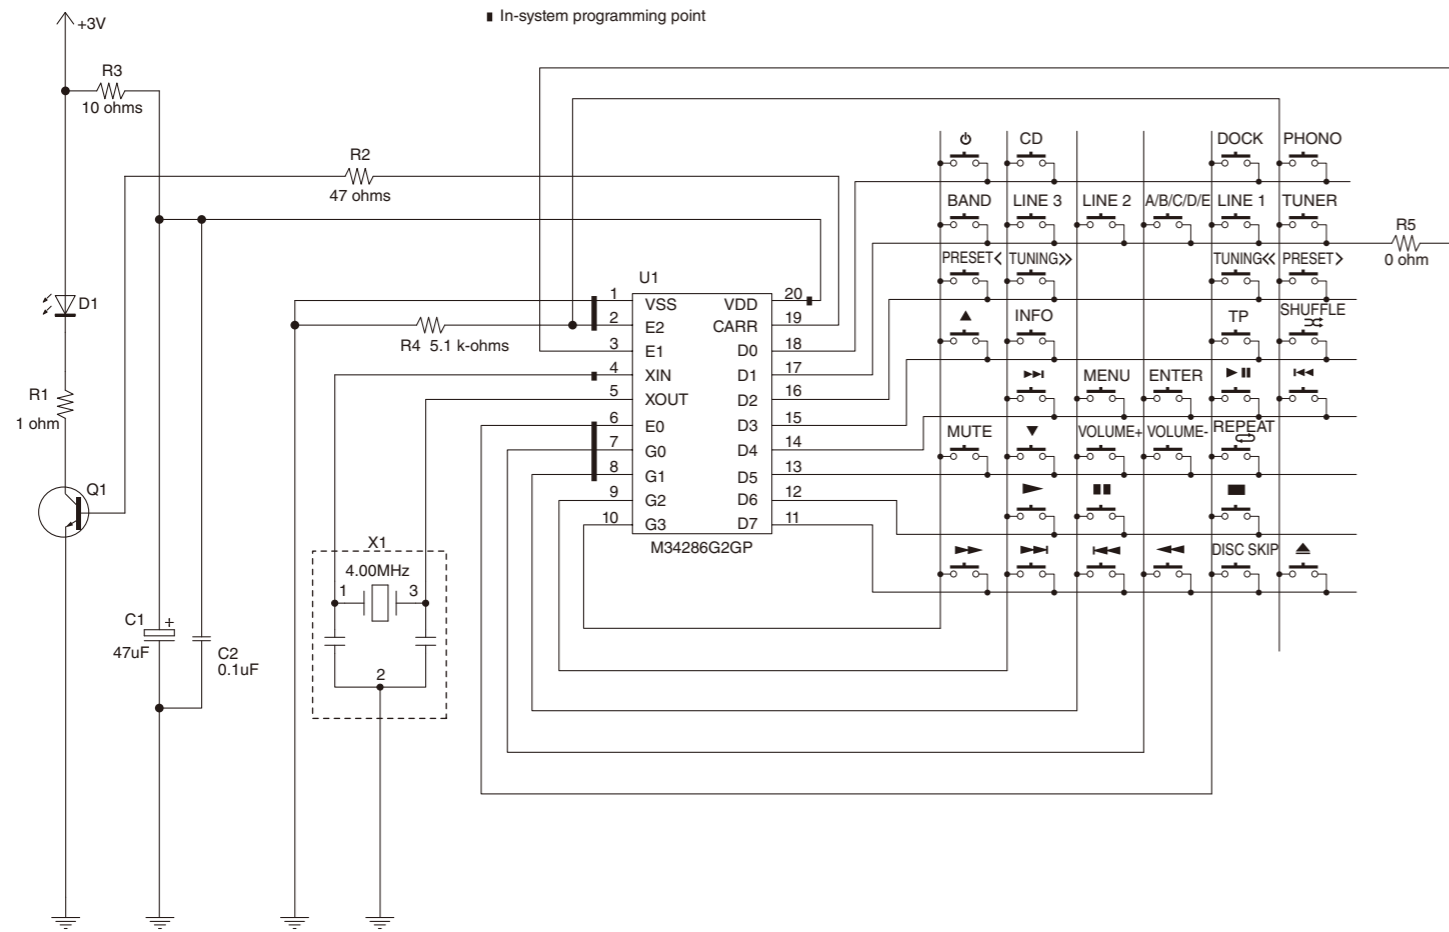 In-system programming point
+3V
R3
10 ohms
R2
47 ohms
CD
DOCK
PHONO
BAND
LINE 3
LINE 2
A/B/C/D/E
LINE 1
TUNER
R5
0 ohm
PRESET<
TUNING>>
TUNING<<
PRESET>
U1
D1
1
VSS
VDD
20
2
E2
CARR
19
INFO
TP
SHUFFLE
R4 5.1 k-ohms
3
E1
D0
18
4
XIN
D1
17
MENU
ENTER
R1
1 ohm
5
XOUT
D2
16
6
E0
D3
15
MUTE
VOLUME+
VOLUME-
REPEAT
7
G0
D4
14
8
G1
D5
13
Q1
9
G2
D6
12
10
G3
D7
11
M34286G2GP
X1
DISC SKIP
4.00MHz
1
3
C1
+
47uF
C2
0.1uF
2